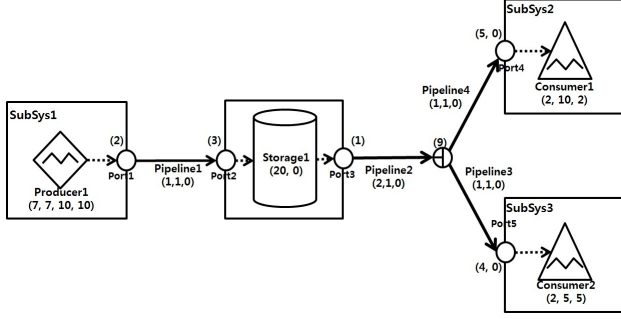 SubSys2
(5, 0)
Port4
Consumer1
(2, 10, 2)
Pipeline4
(1,1,0)
SubSys1
(2)
(3)
(1)
(9)
Storage1
(20, 0)
Pipeline1
(1,1,0)
Port1
Port2
Port3
Pipeline2
(2,1,0)
Pipeline3
(1,1,0)
Producer1
(7, 7, 10, 10)
SubSys3
Port5
(4, 0)
Consumer2
(2, 5, 5)